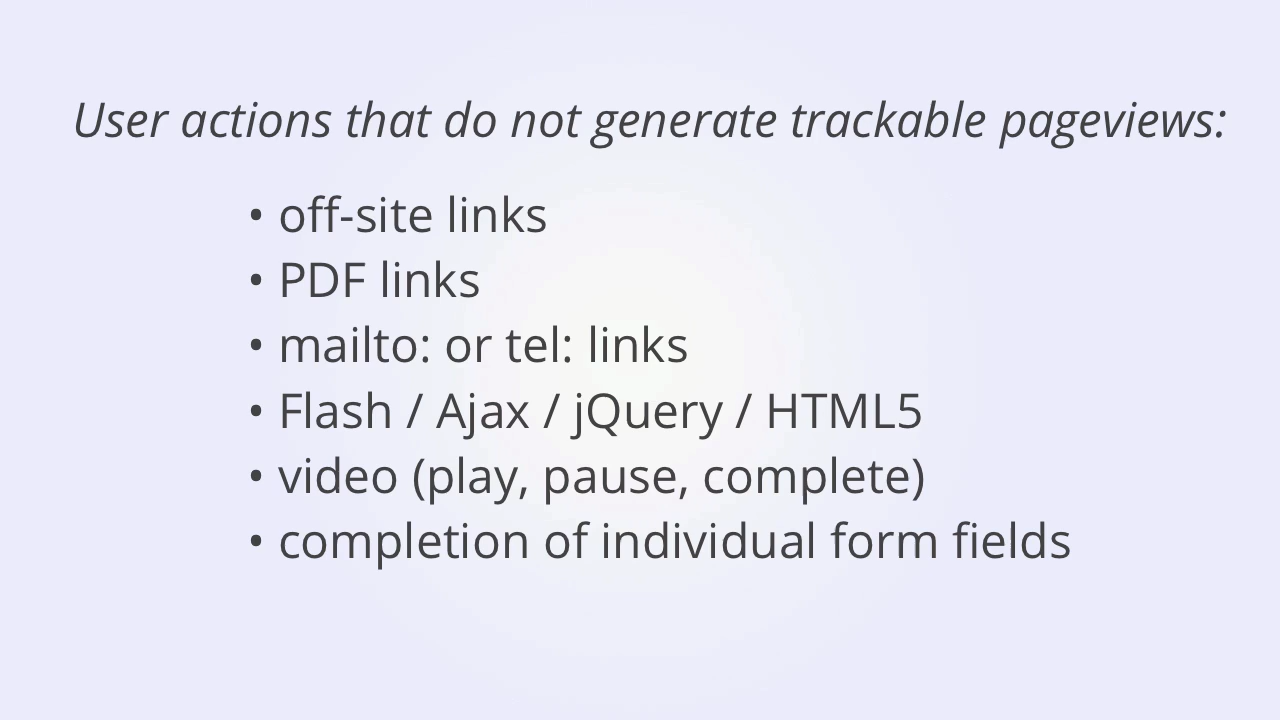 User actions that do not generate trackable pageviews:
• off-site links
• PDF links
• mailto: or tel: links
• Flash / Ajax / jQuery / HTML5
• video (play, pause, complete)
• completion of individual form fields